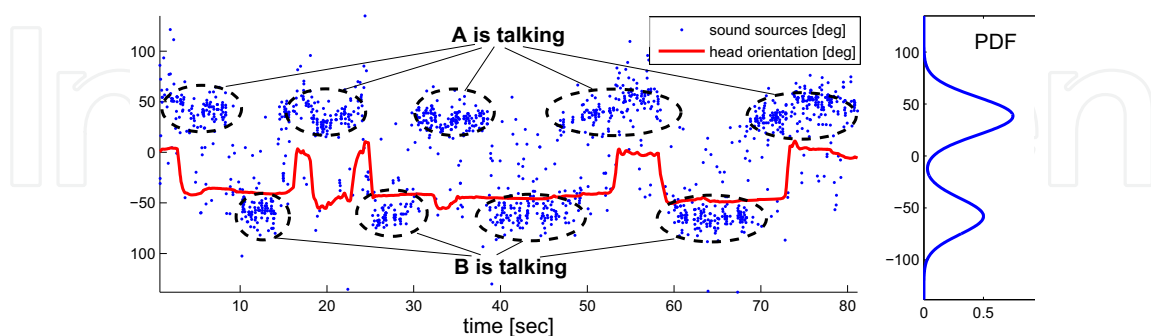 A is talking
sound sources [deg]
head orientation [deg]
PDF
100
50
0
−50
100
B is talking
10 20 30 40 50 60 70 80
time [sec]
100
50
0
−50
−100
0 0.5
In
n